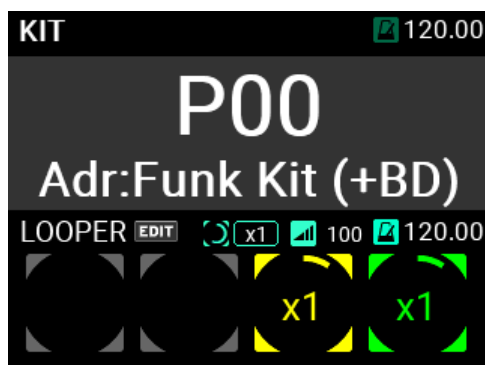 KIT 120.00
P00
Adr:Funk Kit (+BD)
LOOPER EDIT x1 100 120.00
x1 x1